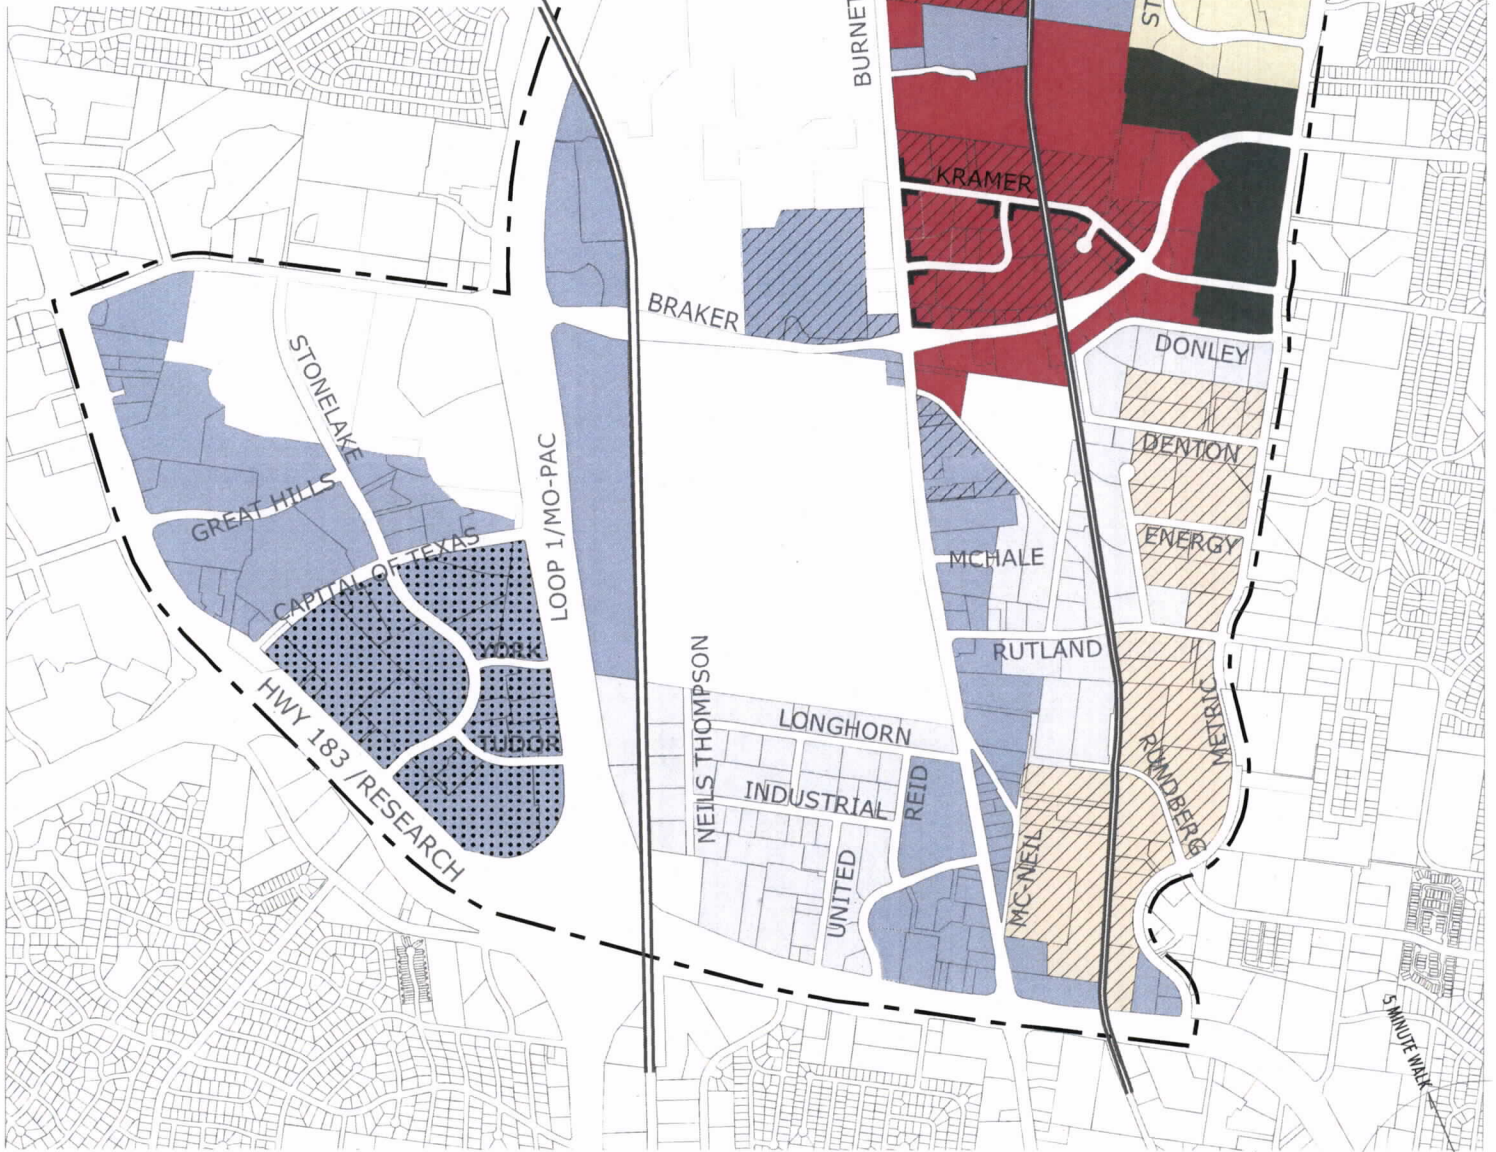 BURNET
ST
KRAMER
BRAKER
DONLEY
STONELAKE
DENTON
LOOP 1/MO-PAC
GREAT HILLS
ENERGY
CAPITAL OF TEXAS
MCHALE
YORK
RUTLAND
NEILS THOMPSON
HWY 183 /RESEARCH
METRIC
LONGHORN
TUDOR
RUNDBERG
INDUSTRIAL
REID
UNITED
MC-NEIL
5 MINUTE WALK